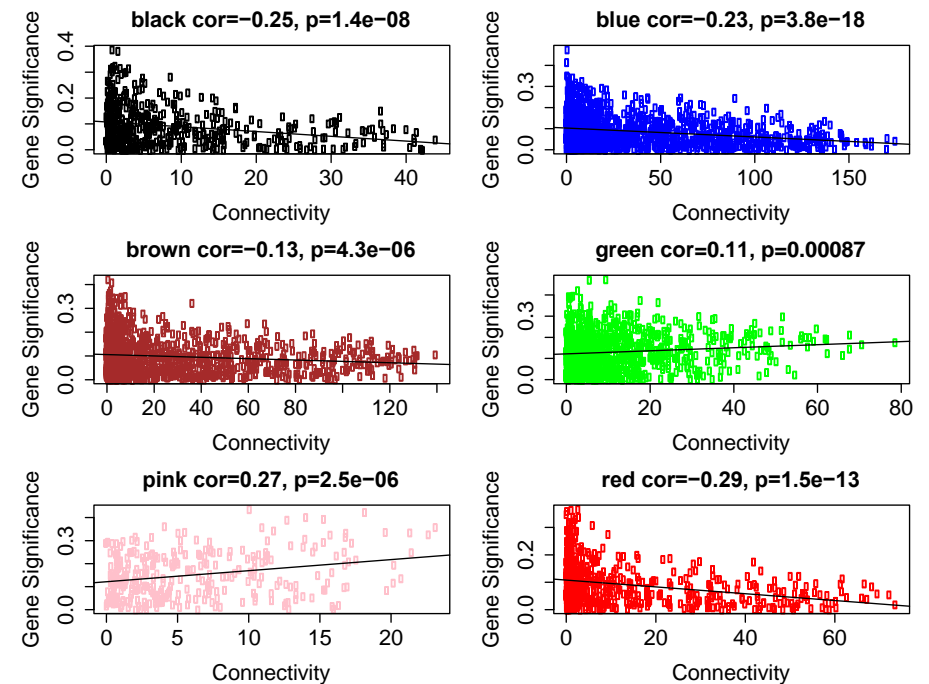 black cor=−0.25, p=1.4e−08
Gene Significance
0.0 0.2 0.4
0 10 20 30 40
Connectivity
blue cor=−0.23, p=3.8e−18
Gene Significance
0.0 0.3
0 50 100 150
Connectivity
brown cor=−0.13, p=4.3e−06
Gene Significance
0.0 0.3
0 20 40 60 80 120
Connectivity
green cor=0.11, p=0.00087
Gene Significance
0.0 0.3
0 20 40 60 80
Connectivity
pink cor=0.27, p=2.5e−06
Gene Significance
0.0 0.3
0 5 10 15 20
Connectivity
red cor=−0.29, p=1.5e−13
Gene Significance
0.0 0.2
0 20 40 60
Connectivity